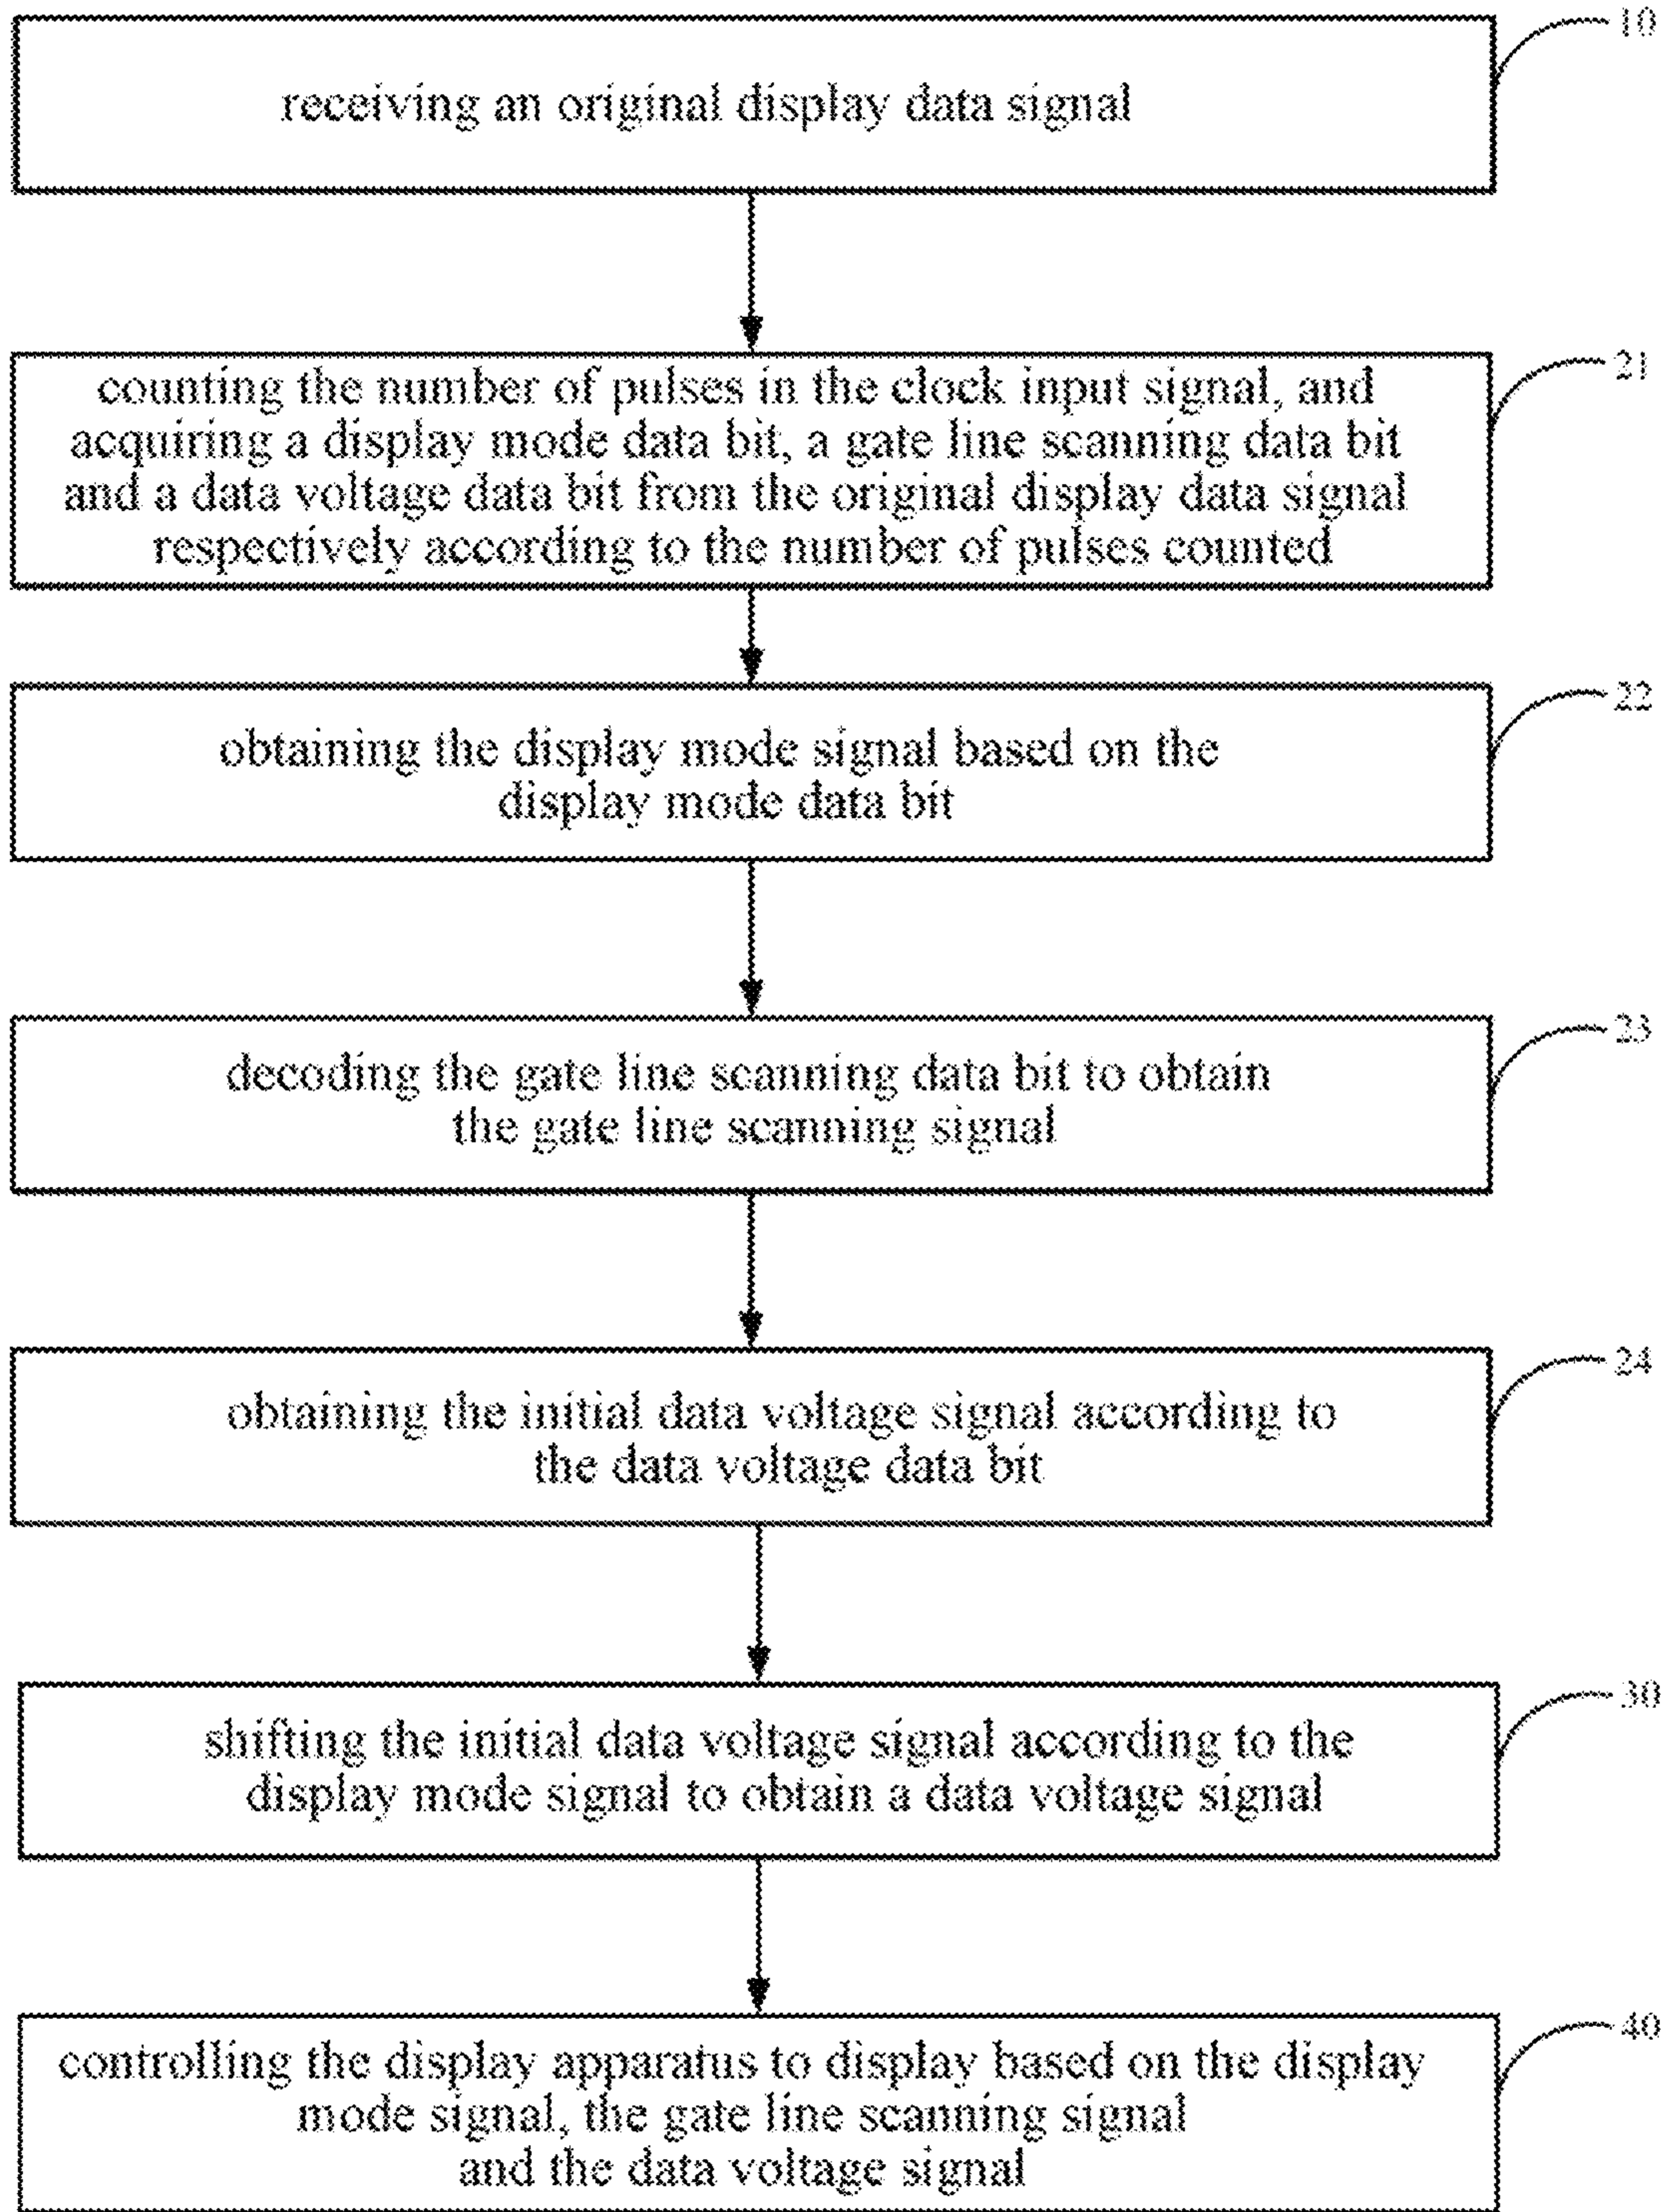 10
receiving an original display data signal
21
counting the number of pulses in the clock input signal, and
acquiring a display mode data bit, a gate line scanning data bit
and a data voltage data bit from the original display data signal
respectively according to the number of pulses counted
22
obtaining the display mode signal based on the
display mode data bit
23
decoding the gate line scanning data bit to obtain
the gate line scanning signal
24
obtaining the initial data voltage signal according to
the data voltage data bit
30
shifting the initial data voltage signal according to the
display mode signal to obtain a data voltage signal
40
controlling the display apparatus to display based on the display
mode signal, the gate line scanning signal
and the data voltage signal